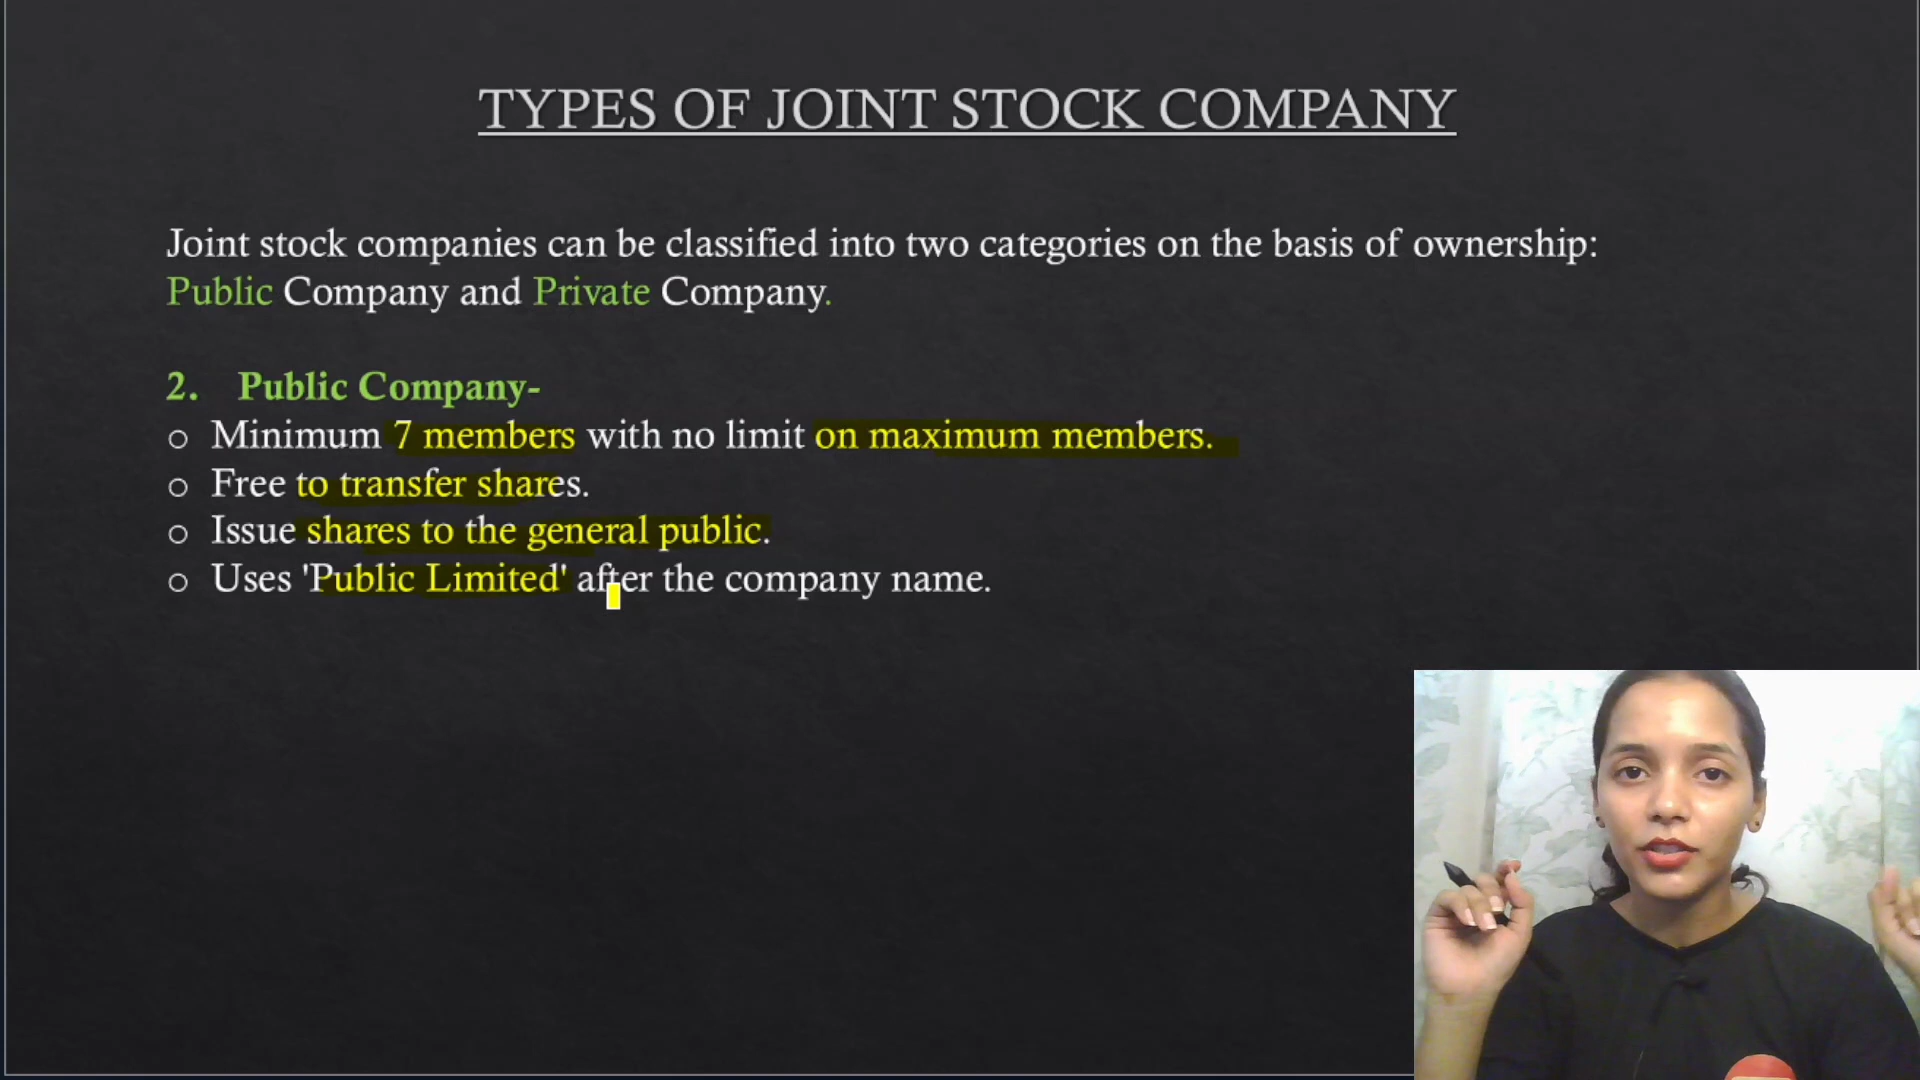 TYPES OF JOINT STOCK COMPANY
Joint stock companies can be classified into two categories on the basis of ownership:
Public Company and Private Company.
2. Public Company-
o Minimum 7 members with no limit on maximum members.
o Free to transfer shares.
o Issue shares to the general public.
o Uses 'Public Limited' after the company name.